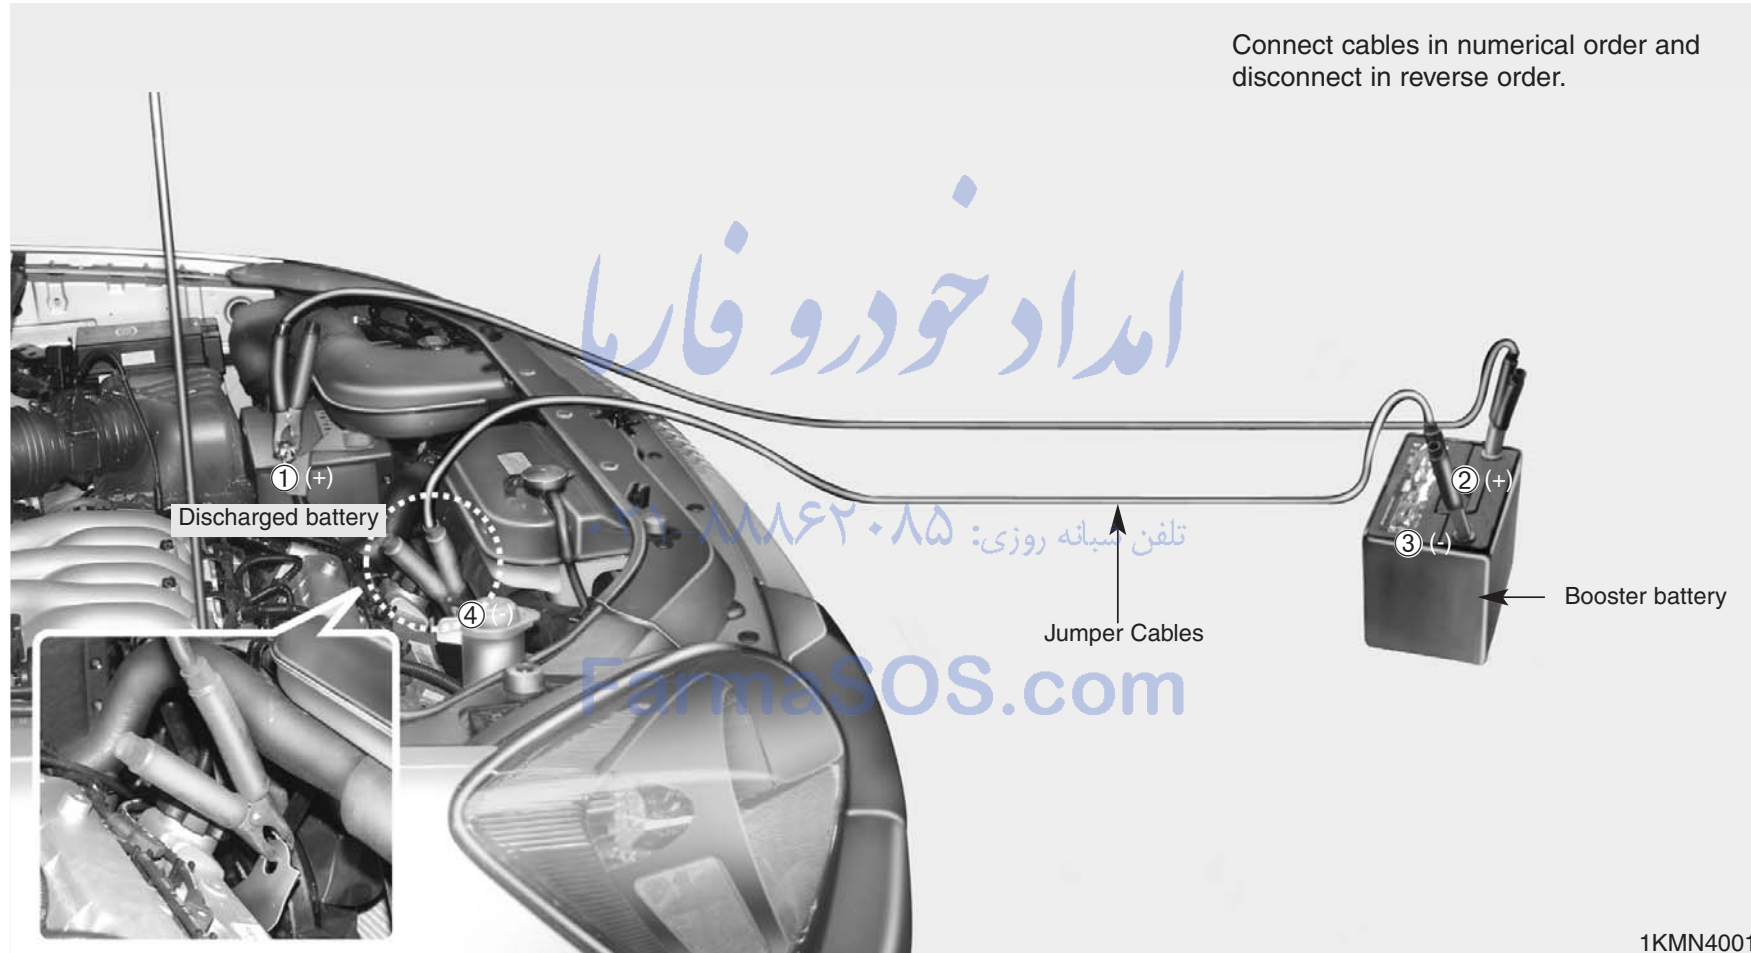 Connect cables in numerical order and
disconnect in reverse order.
امداد خودرو فارما
① (+)
② (+)
Discharged battery
تلفن شبانه روزی: ۰۲۱-۸۸۸۶۲۰۸۵
③ (-)
Booster battery
④ (-)
Jumper Cables
FarmaSOS.com
1KMN4001